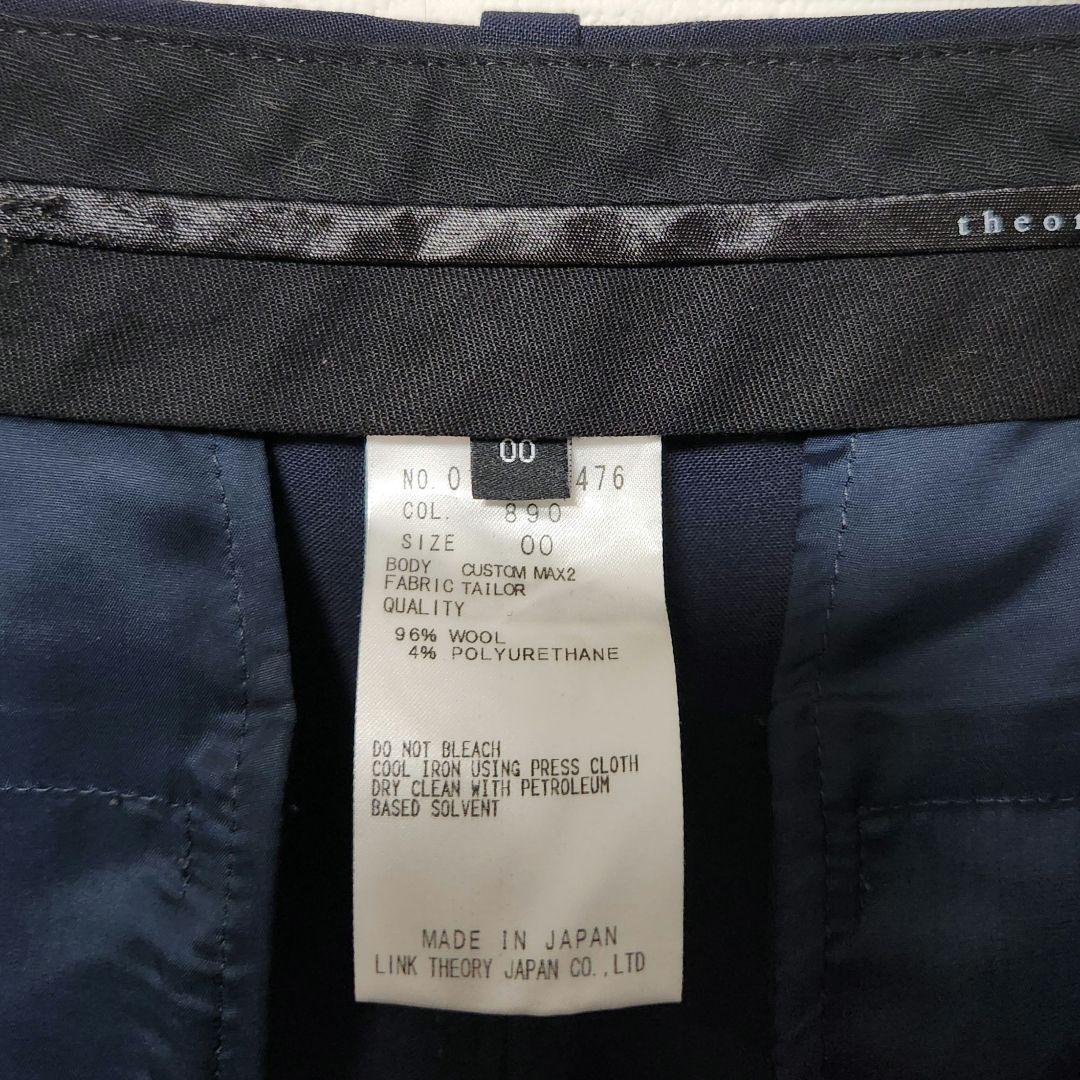 theor
00
NO. 0 476
COL. 890
SIZE 00
BODY CUSTOM MAX2
FABRIC TAILOR
QUALITY
96% WOOL
4% POLYURETHANE
DO NOT BLEACH
COOL IRON USING PRESS CLOTH
DRY CLEAN WITH PETROLEUM
BASED SOLVENT
MADE IN JAPAN
LINK THEORY JAPAN CO.,LTD